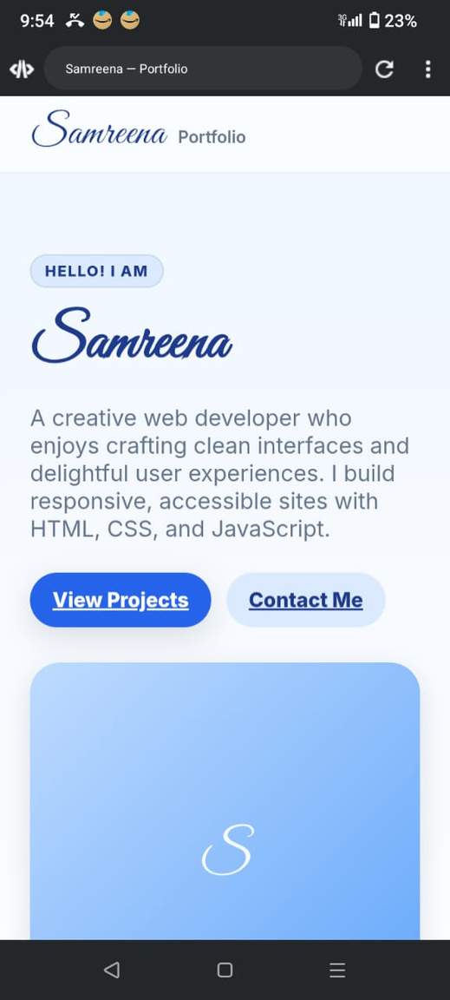 9:54
3G
23%
Samreena — Portfolio
Samreena Portfolio
HELLO! I AM
Samreena
A creative web developer who
enjoys crafting clean interfaces and
delightful user experiences. I build
responsive, accessible sites with
HTML, CSS, and JavaScript.
View Projects
Contact Me
S